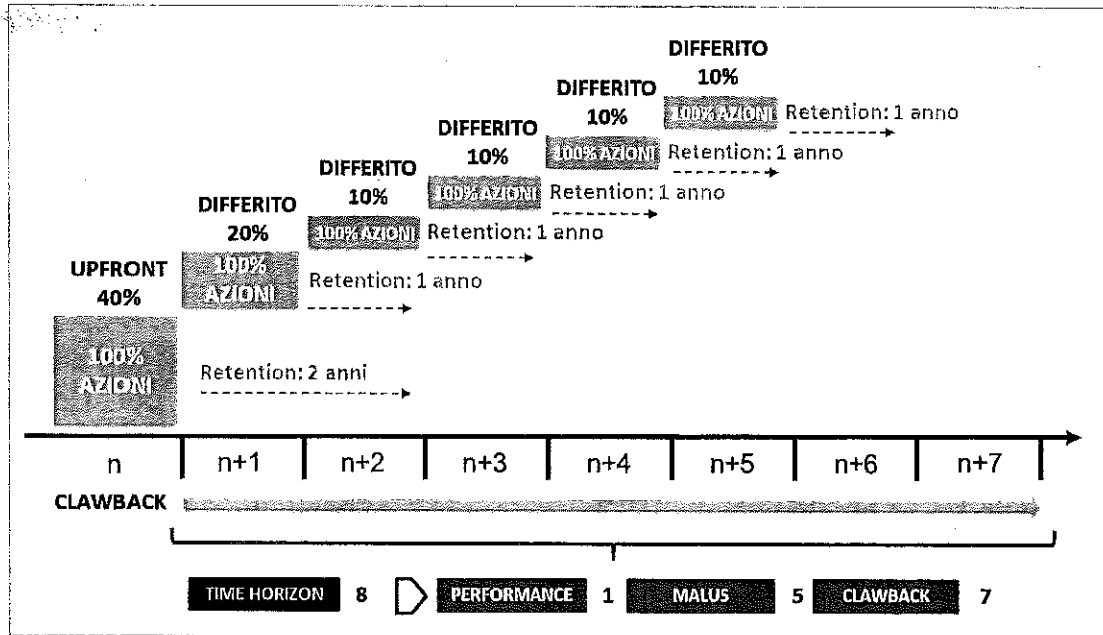 DIFFERITO
10%
100% AZIONI
Retention: 1 anno
DIFFERITO
10%
100% AZIONI
Retention: 1 anno
DIFFERITO
10%
100% AZIONI
Retention: 1 anno
DIFFERITO
10%
100% AZIONI
Retention: 1 anno
DIFFERITO
20%
100%
AZIONI
Retention: 1 anno
UPFRONT
40%
100%
AZIONI
Retention: 2 anni
n
n+1
n+2
n+3
n+4
n+5
n+6
n+7
CLAWBACK
TIME HORIZON 8
PERFORMANCE 1
MALUS 5
CLAWBACK 7